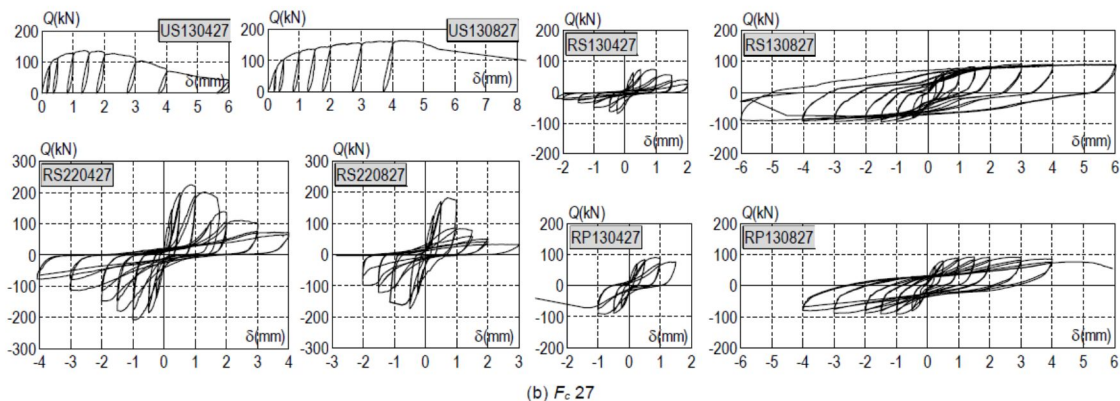 Q(kN)
US130427
200
100
0
δ(mm)
0 1 2 3 4 5 6
Q(kN)
US130827
200
100
0
δ(mm)
0 1 2 3 4 5 6 7 8
Q(kN)
RS130427
200
100
0
-100
-200
δ(mm)
-2 -1 0 1 2
Q(kN)
RS130827
200
100
0
-100
-200
δ(mm)
-6 -5 -4 -3 -2 -1 0 1 2 3 4 5 6
Q(kN)
RS220427
300
200
100
0
-100
-200
-300
δ(mm)
-4 -3 -2 -1 0 1 2 3 4
Q(kN)
RS220827
300
200
100
0
-100
-200
-300
δ(mm)
-3 -2 -1 0 1 2 3
Q(kN)
RP130427
200
100
0
-100
-200
δ(mm)
-2 -1 0 1 2
Q(kN)
RP130827
200
100
0
-100
-200
δ(mm)
-6 -5 -4 -3 -2 -1 0 1 2 3 4 5 6
(b) Fc 27